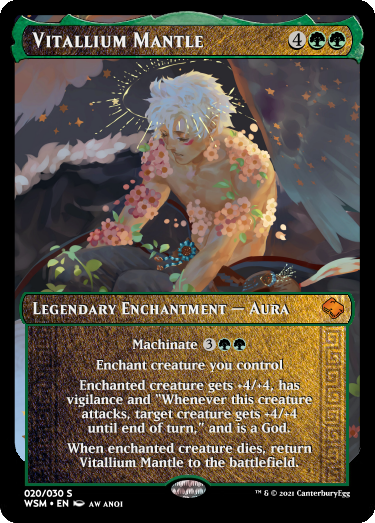 Vitallium Mantle 4
Legendary Enchantment — Aura
Machinate 3
Enchant creature you control
Enchanted creature gets +4/+4, has
vigilance and "Whenever this creature
attacks, target creature gets +4/+4
until end of turn," and is a God.
When enchanted creature dies, return
Vitallium Mantle to the battlefield.
020/030 S
WSM • EN AW ANOI
™ & © 2021 CanterburyEgg